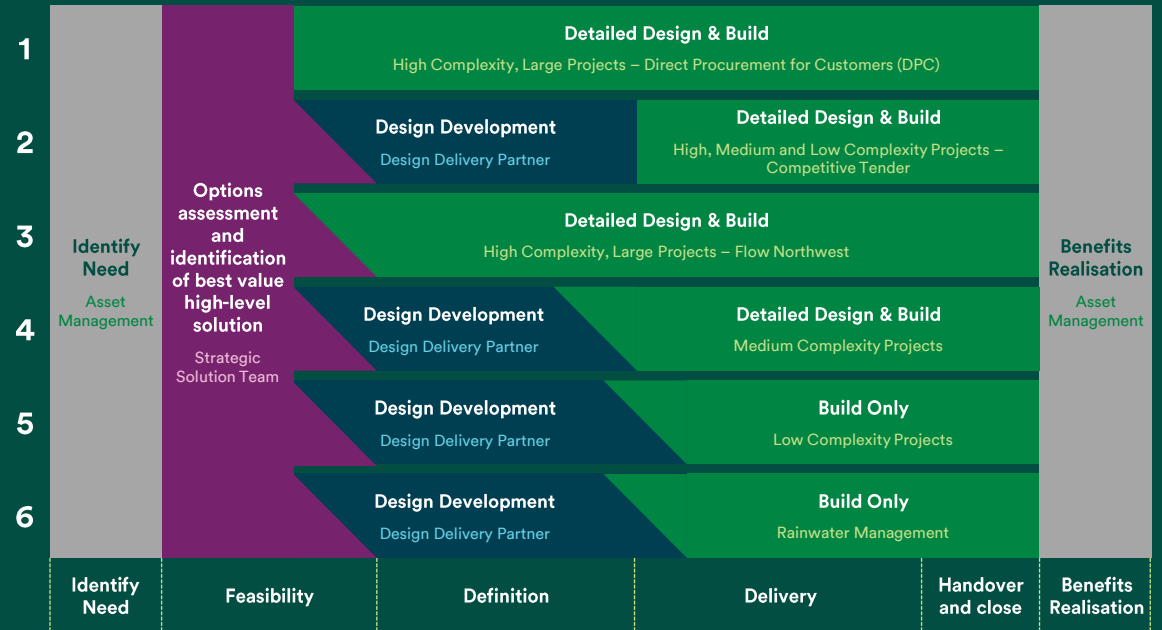 1
Detailed Design & Build
High Complexity, Large Projects – Direct Procurement for Customers (DPC)
2
Design Development
Design Delivery Partner
Detailed Design & Build
High, Medium and Low Complexity Projects –
Competitive Tender
3
Detailed Design & Build
High Complexity, Large Projects – Flow Northwest
4
Design Development
Design Delivery Partner
Detailed Design & Build
Medium Complexity Projects
5
Design Development
Design Delivery Partner
Build Only
Low Complexity Projects
6
Design Development
Design Delivery Partner
Build Only
Rainwater Management
Identify
Need
Asset
Management
Options
assessment
and
identification
of best value
high-level
solution
Strategic
Solution Team
Benefits
Realisation
Asset
Management
Identify
Need
Feasibility
Definition
Delivery
Handover
and close
Benefits
Realisation